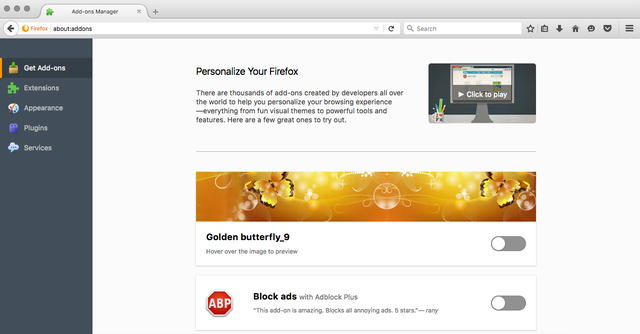 Add-ons Manager
Firefox
about:addons
Search
Get Add-ons
Extensions
Appearance
Plugins
Services
Personalize Your Firefox
There are thousands of add-ons created by developers all over
the world to help you personalize your browsing experience
—everything from fun visual themes to powerful tools and
features. Here are a few great ones to try out.
Click to play
Golden butterfly_9
Hover over the image to preview
ABP
Block ads with Adblock Plus
“This add-on is amazing. Blocks all annoying ads. 5 stars.”— rany